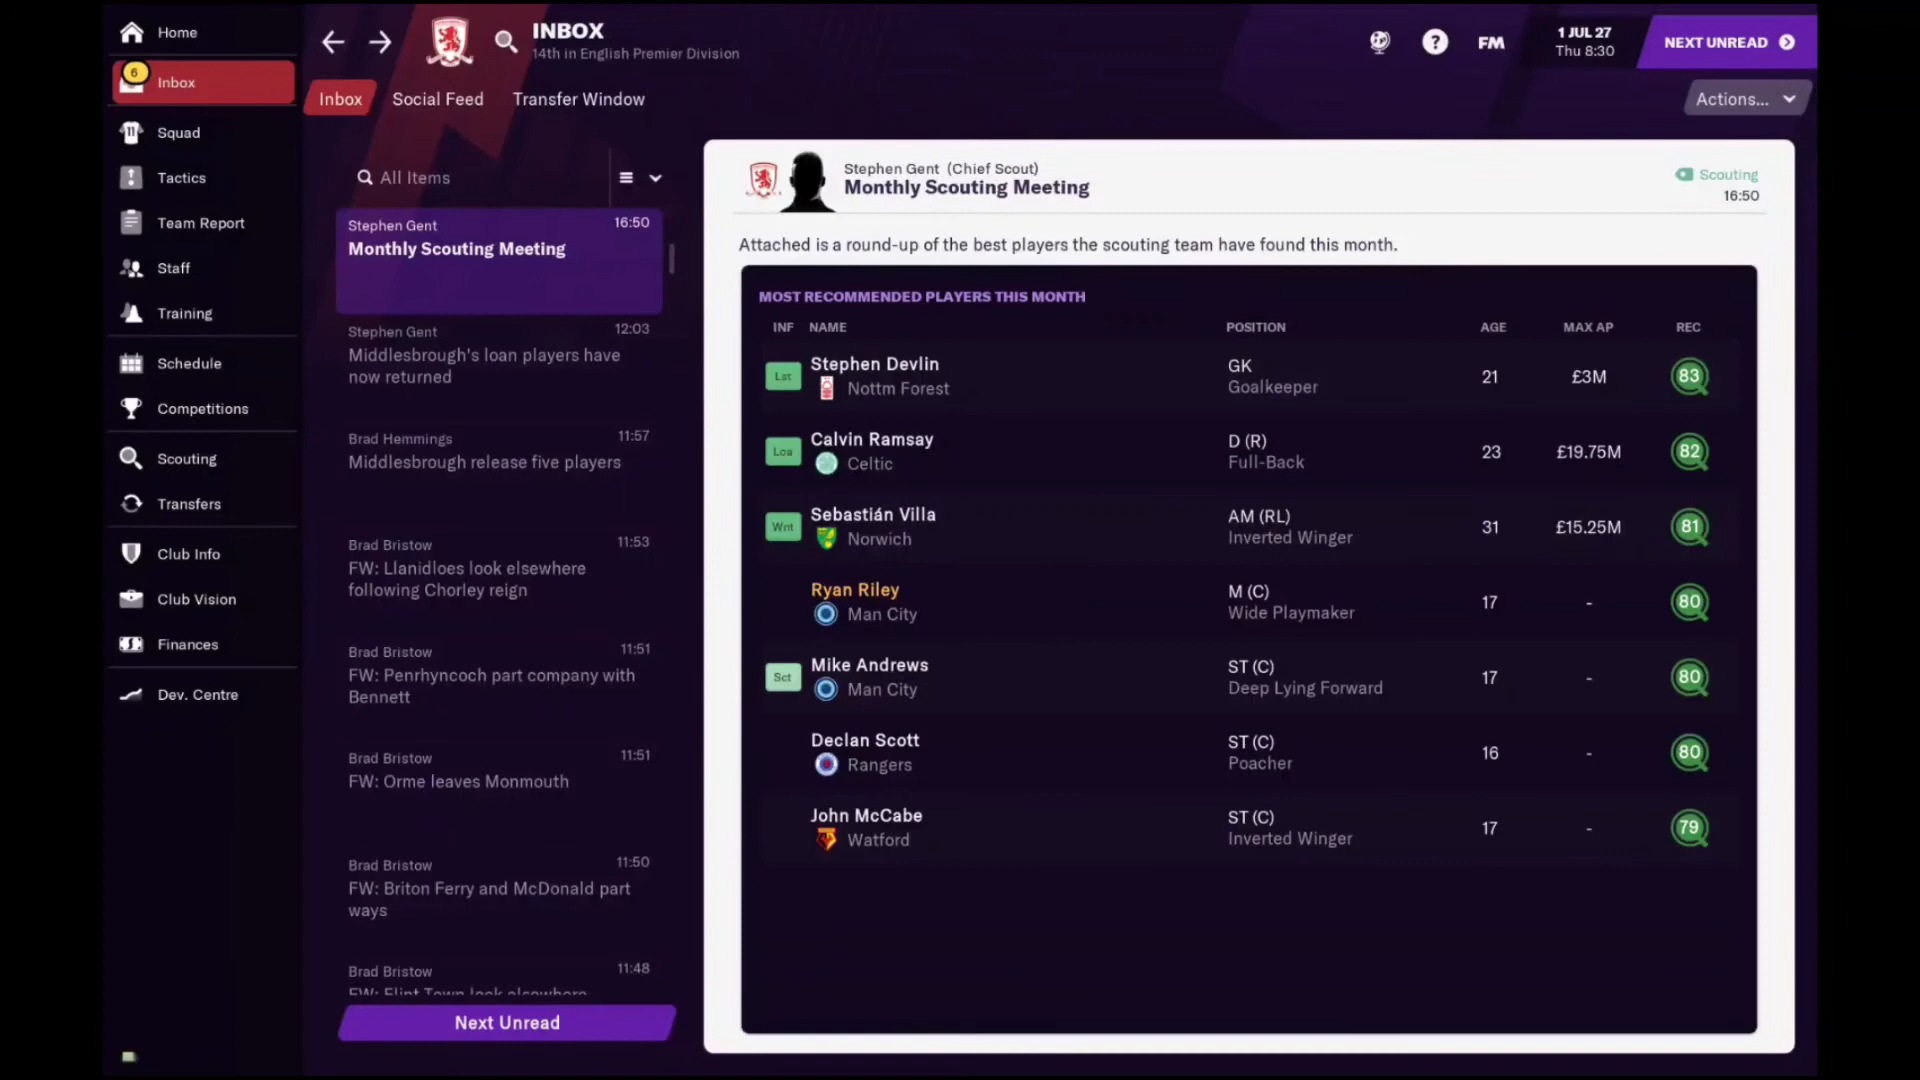 Home
6
Inbox
11
Squad
Tactics
Team Report
Staff
Training
Schedule
Competitions
Scouting
Transfers
Club Info
Club Vision
Finances
Dev. Centre
INBOX
14th in English Premier Division
?
FM
1 JUL 27
Thu 8:30
NEXT UNREAD
Inbox
Social Feed
Transfer Window
Actions...
All Items
Stephen Gent 16:50
Monthly Scouting Meeting
Stephen Gent 12:03
Middlesbrough's loan players have
now returned
Brad Hemmings 11:57
Middlesbrough release five players
Brad Bristow 11:53
FW: Llanidloes look elsewhere
following Chorley reign
Brad Bristow 11:51
FW: Penrhyncoch part company with
Bennett
Brad Bristow 11:51
FW: Orme leaves Monmouth
Brad Bristow 11:50
FW: Briton Ferry and McDonald part
ways
Brad Bristow 11:48
FW: Flint Town look elsewhere
Next Unread
Stephen Gent (Chief Scout)
Monthly Scouting Meeting
Scouting
16:50
Attached is a round-up of the best players the scouting team have found this month.
MOST RECOMMENDED PLAYERS THIS MONTH
INF NAME POSITION AGE MAX AP REC
Lst Stephen Devlin GK 21 £3M 83
Nottm Forest Goalkeeper
Loa Calvin Ramsay D (R) 23 £19.75M 82
Celtic Full-Back
Wnt Sebastián Villa AM (RL) 31 £15.25M 81
Norwich Inverted Winger
Ryan Riley M (C) 17 - 80
Man City Wide Playmaker
Sct Mike Andrews ST (C) 17 - 80
Man City Deep Lying Forward
Declan Scott ST (C) 16 - 80
Rangers Poacher
John McCabe ST (C) 17 - 79
Watford Inverted Winger